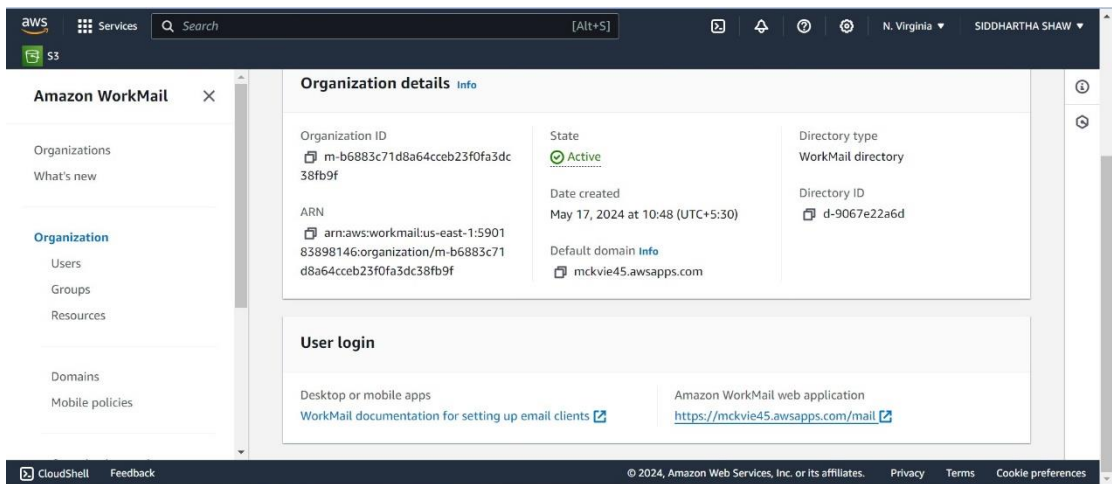 aws Services Search [Alt+S] N. Virginia SIDDHARTHA SHAW
S3
Amazon WorkMail
Organizations
What's new
Organization
Users
Groups
Resources
Domains
Mobile policies
Organization details Info
Organization ID
m-b6883c71d8a64cceb23f0fa3dc
38fb9f
ARN
arn:aws:workmail:us-east-1:5901
83898146:organization/m-b6883c71
d8a64cceb23f0fa3dc38fb9f
State
Active
Date created
May 17, 2024 at 10:48 (UTC+5:30)
Default domain Info
mckvie45.awsapps.com
Directory type
WorkMail directory
Directory ID
d-9067e22a6d
User login
Desktop or mobile apps
WorkMail documentation for setting up email clients
Amazon WorkMail web application
https://mckvie45.awsapps.com/mail
CloudShell Feedback © 2024, Amazon Web Services, Inc. or its affiliates. Privacy Terms Cookie preferences